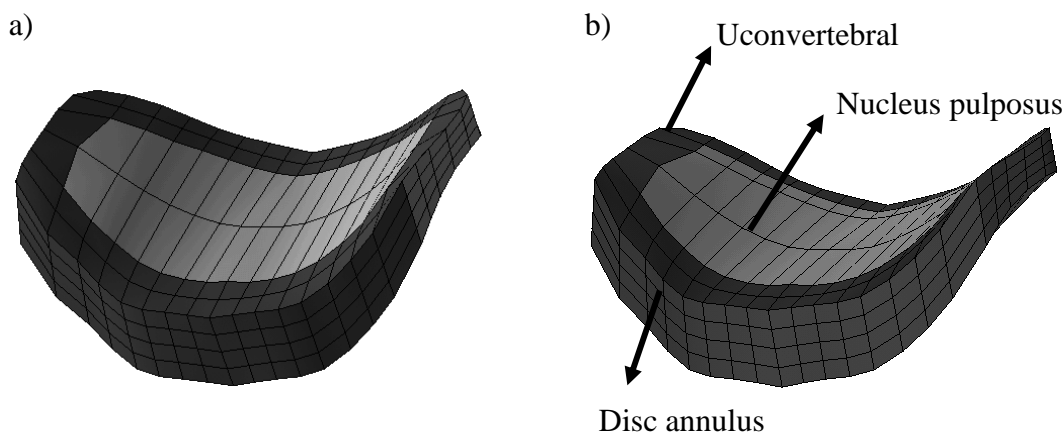 a)
b)
Uconvertebral
Nucleus pulposus
Disc annulus